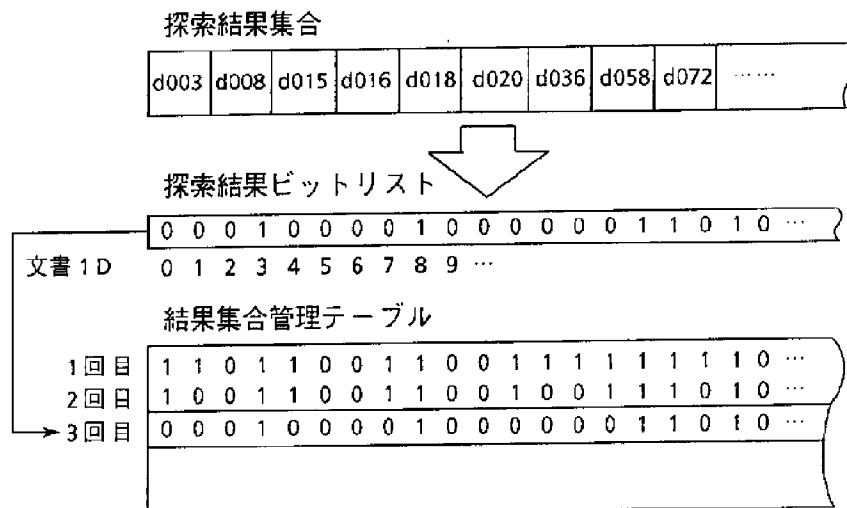 探索結果集合
d003 d008 d015 d016 d018 d020 d036 d058 d072 ……
探索結果ビットリスト
0 0 0 1 0 0 0 0 1 0 0 0 0 0 0 1 1 0 1 0 …
文書1D 0 1 2 3 4 5 6 7 8 9 …
結果集合管理テーブル
1回目 1 1 0 1 1 0 0 1 1 0 0 1 1 1 1 1 1 1 1 0 …
2回目 1 0 0 1 1 0 0 1 1 0 0 1 0 0 1 1 1 0 1 0 …
3回目 0 0 0 1 0 0 0 0 1 0 0 0 0 0 0 1 1 0 1 0 …